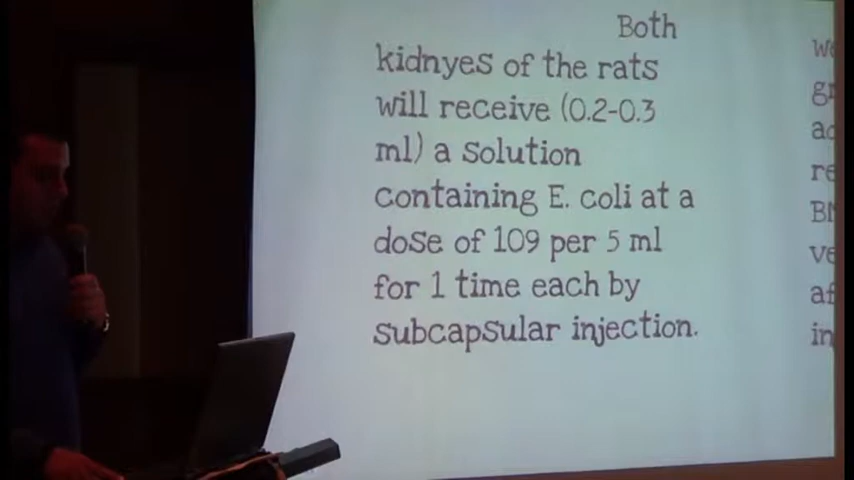 Both
kidnyes of the rats
will receive (0.2-0.3
ml) a solution
containing E. coli at a
dose of 109 per 5 ml
for 1 time each by
subcapsular injection.